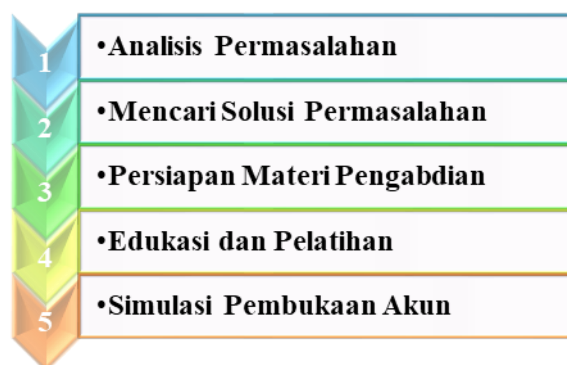 1 •Analisis Permasalahan
2 •Mencari Solusi Permasalahan
3 •Persiapan Materi Pengabdian
4 •Edukasi dan Pelatihan
5 •Simulasi Pembukaan Akun